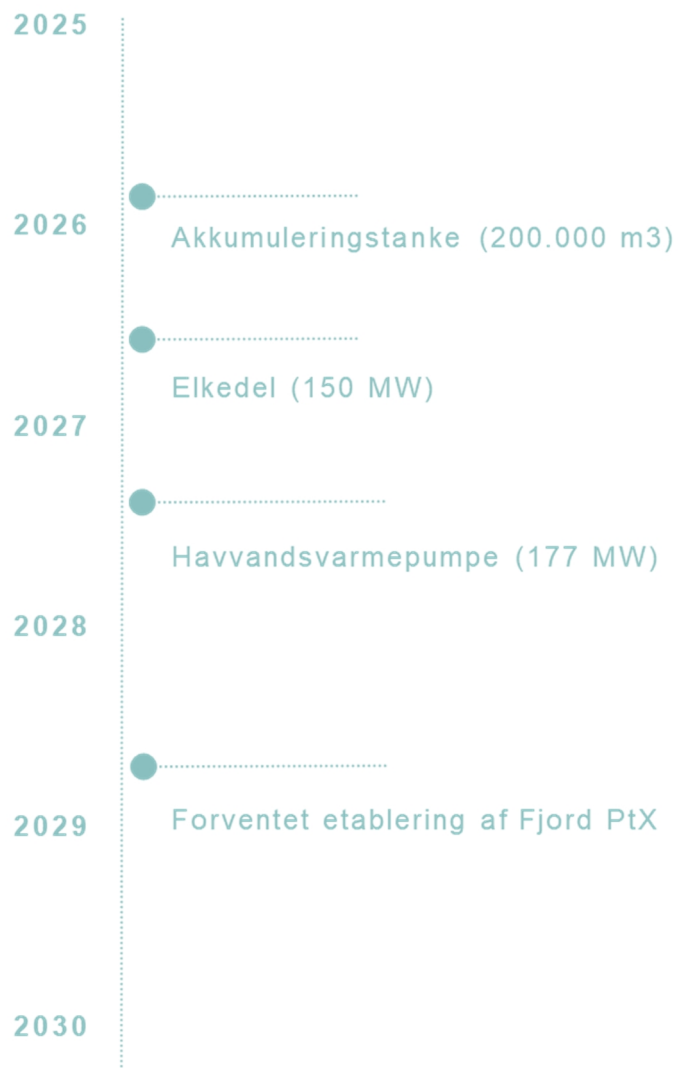 2025
2026
Akkumuleringstanke (200.000 m3)
Elkedel (150 MW)
2027
Havvandsvarmepumpe (177 MW)
2028
Forventet etablering af Fjord PtX
2029
2030